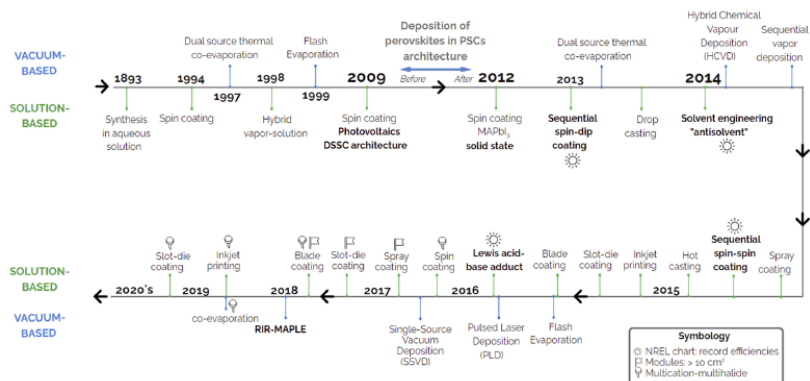 Deposition of
perovskites in PSCs
architecture
Before
After
VACUUM-
BASED
SOLUTION-
BASED
Dual source thermal
co-evaporation
Flash
Evaporation
Dual source thermal
co-evaporation
Hybrid Chemical
Vapour
Deposition
(HCVD)
Sequential
vapor
deposition
1893
1994
1997
1998
1999
2009
2012
2013
2014
Synthesis
in aqueous
solution
Spin coating
Hybrid
vapor-solution
Spin coating
Photovoltaics
DSSC architecture
Spin coating
MAPbI3
solid state
Sequential
spin-dip
coating
Drop
casting
Solvent engineering
"antisolvent"
SOLUTION-
BASED
VACUUM-
BASED
Slot-die
coating
Inkjet
printing
Blade
coating
Slot-die
coating
Spray
coating
Spin
coating
Lewis acid-
base adduct
Blade
coating
Slot-die
coating
Inkjet
printing
Hot
casting
Sequential
spin-spin
coating
Spray
coating
2020's
2019
2018
2017
2016
2015
co-evaporation
RIR-MAPLE
Single-Source
Vacuum
Deposition
(SSVD)
Pulsed Laser
Deposition
(PLD)
Flash
Evaporation
Symbology
NREL chart: record efficiencies
Modules: > 10 cm²
Multication-multihalide